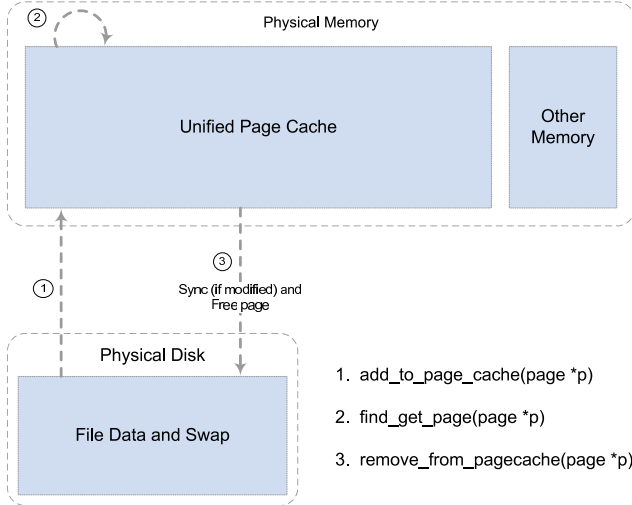 2
Physical Memory
Unified Page Cache
Other
Memory
1
3
Sync (if modified) and
Free page
Physical Disk
File Data and Swap
1. add_to_page_cache(page *p)
2. find_get_page(page *p)
3. remove_from_pagecache(page *p)